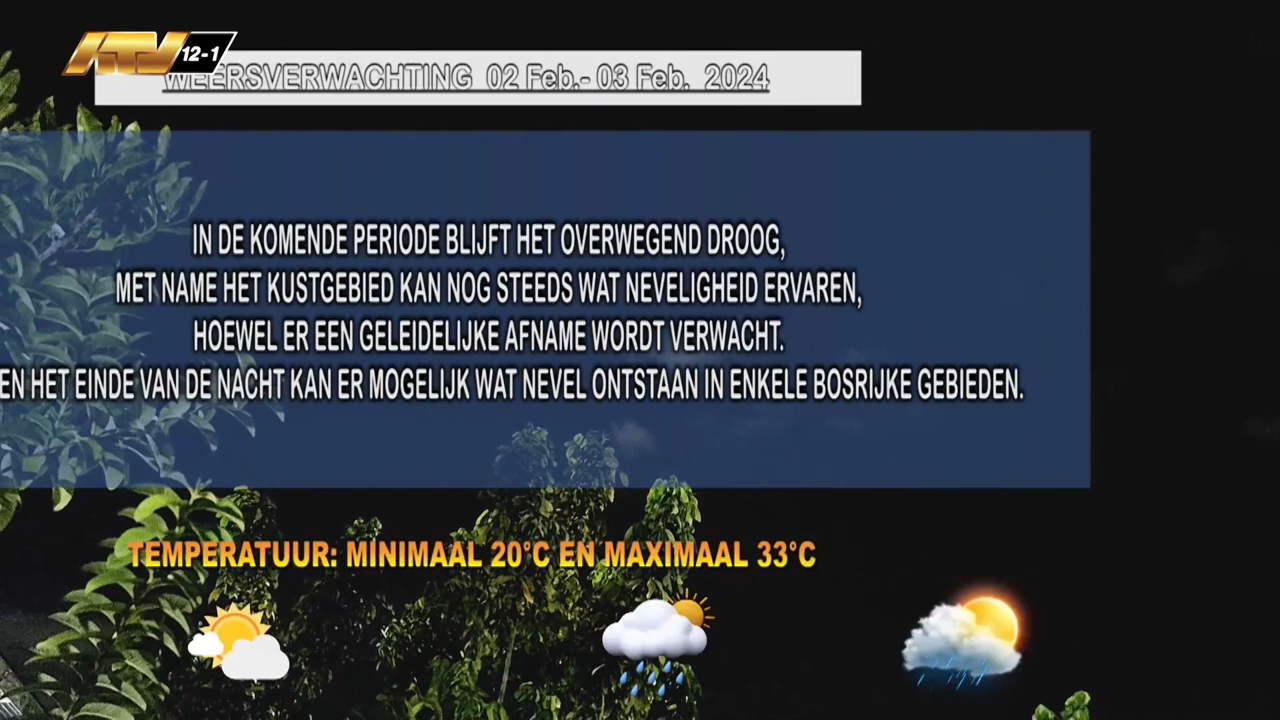 ATV 12-1
WEERSVERWACHTING 02 Feb.- 03 Feb. 2024
IN DE KOMENDE PERIODE BLIJFT HET OVERWEGEND DROOG,
MET NAME HET KUSTGEBIED KAN NOG STEEDS WAT NEVELIGHEID ERVAREN,
HOEWEL ER EEN GELEIDELIJKE AFNAME WORDT VERWACHT.
EN HET EINDE VAN DE NACHT KAN ER MOGELIJK WAT NEVEL ONTSTAAN IN ENKELE BOSRIJKE GEBIEDEN.
TEMPERATUUR: MINIMAAL 20°C EN MAXIMAAL 33°C